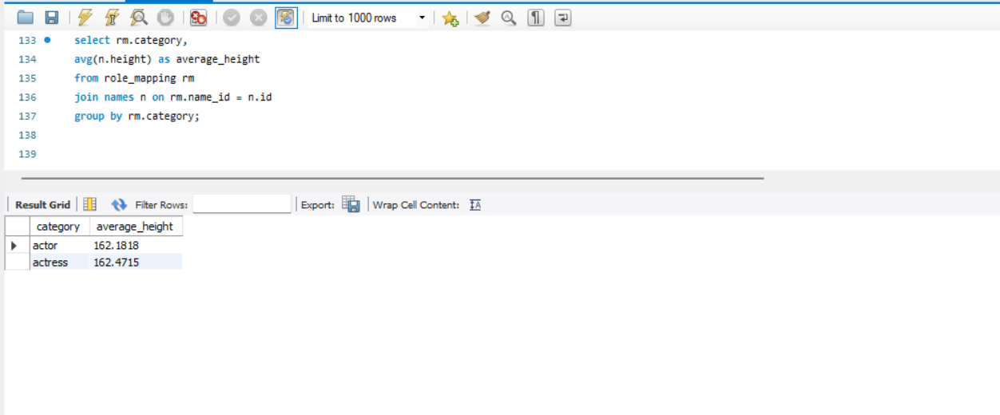 Limit to 1000 rows
133 select rm.category,
134 avg(n.height) as average_height
135 from role_mapping rm
136 join names n on rm.name_id = n.id
137 group by rm.category;
138
139
Result Grid Filter Rows: Export: Wrap Cell Content: IA
category average_height
actor 162.1818
actress 162.4715